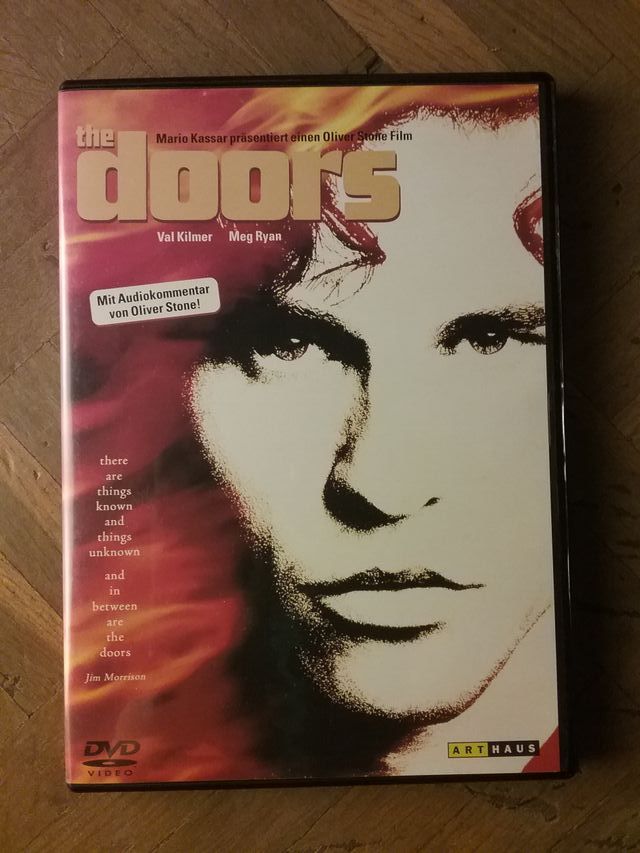 the
Mario Kassar präsentiert einen Oliver Stone Film
doors
Val Kilmer Meg Ryan
Mit Audiokommentar
von Oliver Stone!
there
are
things
known
and
things
unknown
and
in
between
are
the
doors
Jim Morrison
DVD
VIDEO
ARTHAUS